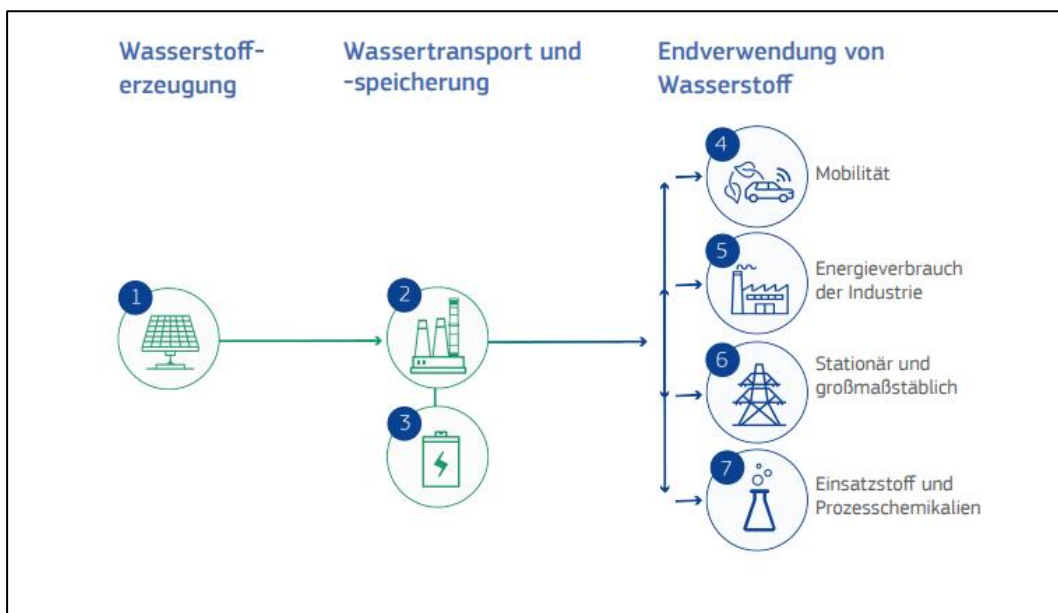 Wasserstoff-
erzeugung
Wassertransport und
-speicherung
Endverwendung von
Wasserstoff
1
2
3
4
Mobilität
5
Energieverbrauch
der Industrie
6
Stationär und
großmaßstäblich
7
Einsatzstoff und
Prozesschemikalien